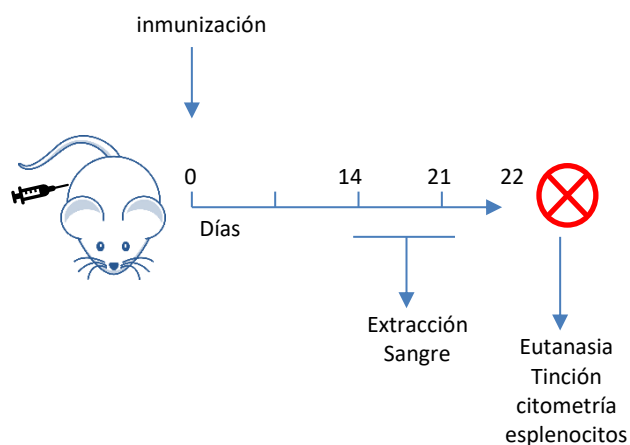 inmunización
0
14
21
22
Días
Extracción
Sangre
Eutanasia
Tinción
citometría
esplenocitos